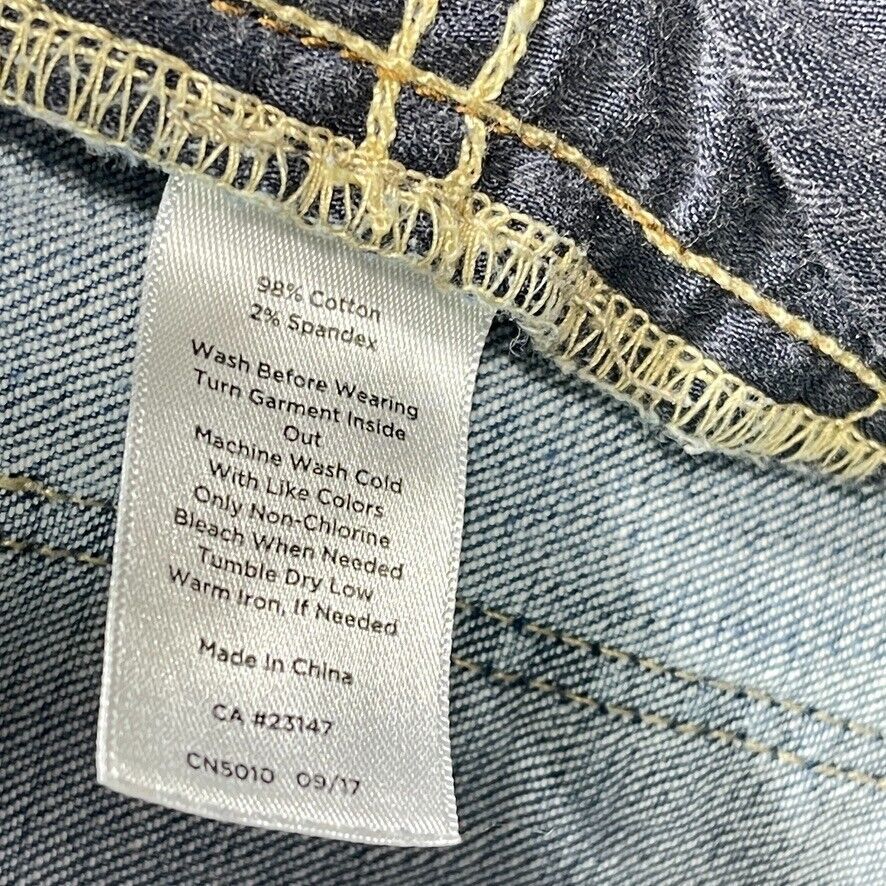 98% Cotton
2% Spandex
Wash Before Wearing
Turn Garment Inside
Out
Machine Wash Cold
With Like Colors
Only Non-Chlorine
Bleach When Needed
Tumble Dry Low
Warm Iron, If Needed
Made In China
CA #23147
CN5010 09/17